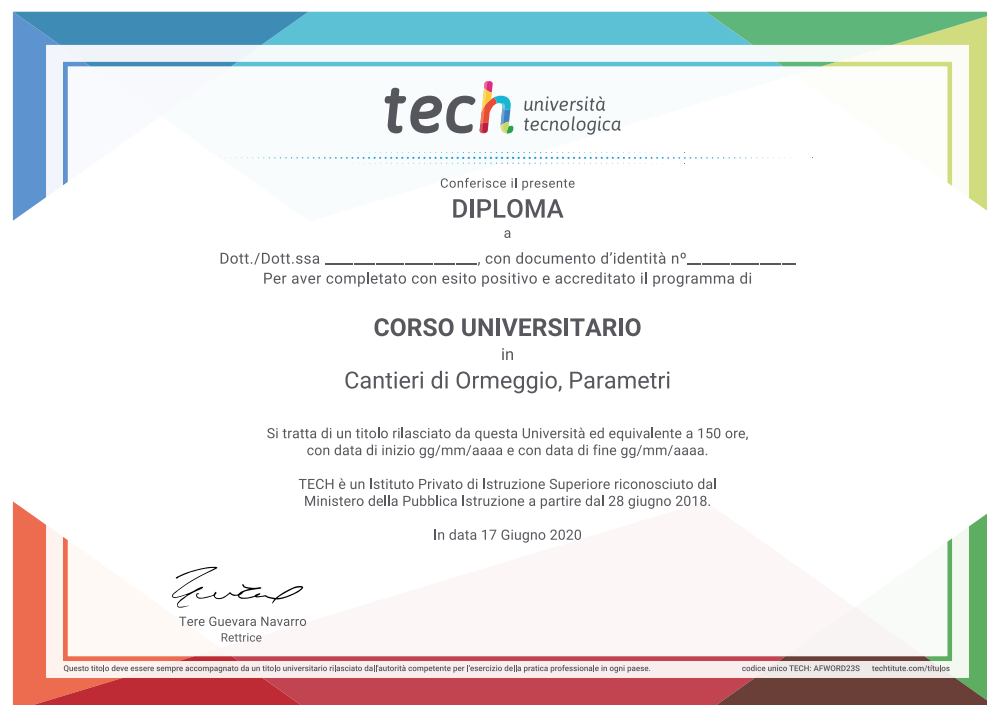 tech università
tecnologica
Conferisce il presente
DIPLOMA
a
Dott./Dott.ssa ____________________, con documento d'identità nº______________
Per aver completato con esito positivo e accreditato il programma di
CORSO UNIVERSITARIO
in
Cantieri di Ormeggio, Parametri
Si tratta di un titolo rilasciato da questa Università ed equivalente a 150 ore,
con data di inizio gg/mm/aaaa e con data di fine gg/mm/aaaa.
TECH è un Istituto Privato di Istruzione Superiore riconosciuto dal
Ministero della Pubblica Istruzione a partire dal 28 giugno 2018.
In data 17 Giugno 2020
Tere Guevara Navarro
Rettrice
Questo titolo deve essere sempre accompagnato da un titolo universitario rilasciato dall'autorità competente per l'esercizio della pratica professionale in ogni paese. codice unico TECH: AFWORD23S techtitute.com/titulos